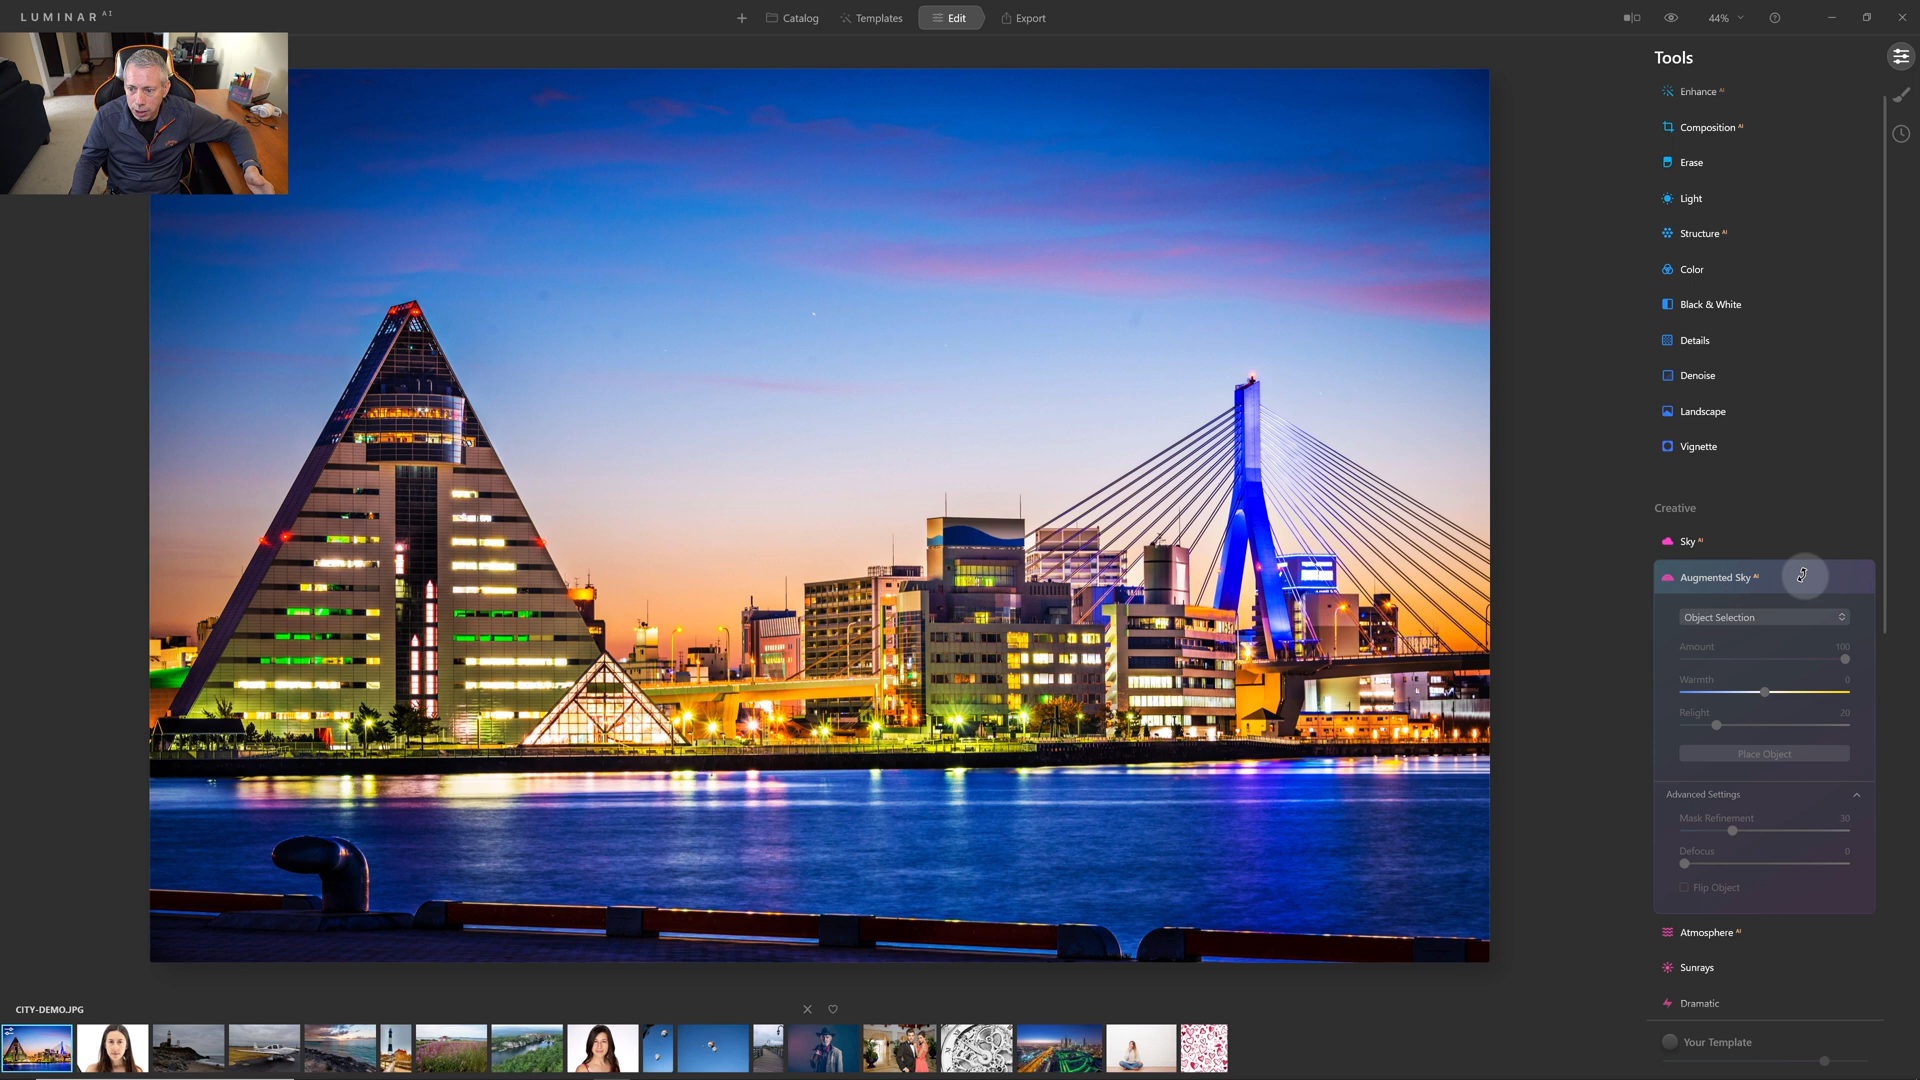 LUMINAR AI
Catalog
Templates
Edit
Export
44%
Tools
Enhance AI
Composition AI
Erase
Light
Structure AI
Color
Black & White
Details
Denoise
Landscape
Vignette
Creative
Sky AI
Augmented Sky AI
Object Selection
Amount 100
Warmth 0
Relight 20
Place Object
Advanced Settings
Mask Refinement 30
Defocus 0
Flip Object
Atmosphere AI
Sunrays
Dramatic
Your Template
CITY-DEMO.JPG